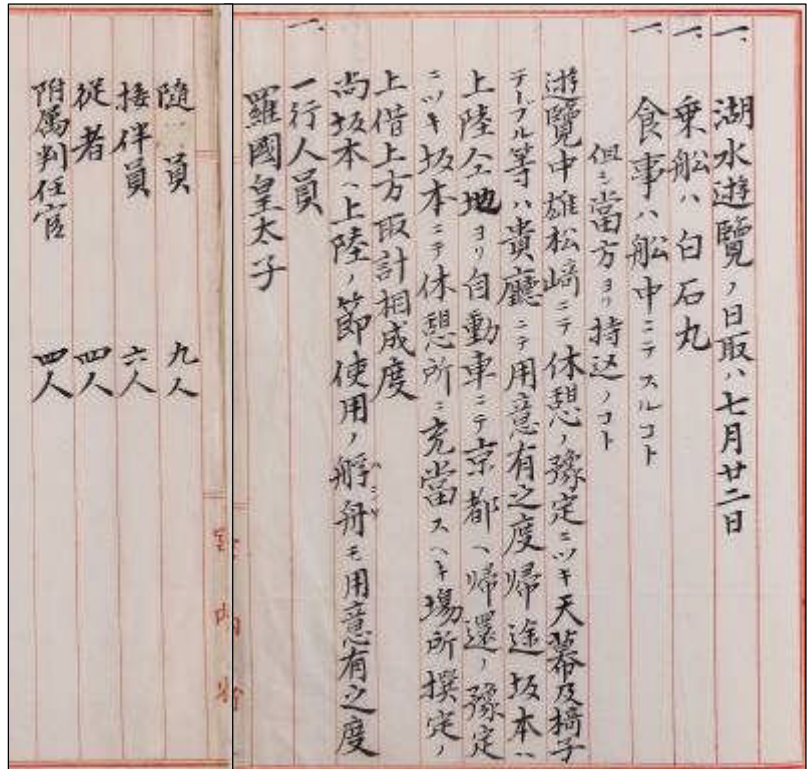 一、湖水遊覽ノ日取ハ七月廿二日
一、乗船ハ白石丸
一、食事ハ船中ニテスルコト
但シ當方ヨリ持込ノコト
遊覽中雄松崎ニテ休憩ノ豫定ニツキ天幕及椅子
テーブル等ハ貴廳ニテ用意有之度帰途坂本ヘ
上陸仝地ヨリ自動車ニテ京都ヘ帰還ノ豫定
ニツキ坂本ニテ休憩所ニ充當スヘキ場所撰定ノ
上借上方取計相成度
尚坂本ヘ上陸ノ節使用ノ艀舟モ用意有之度
一、一行人員
羅國皇太子
隨員 九人
接伴員 六人
從者 四人
附属判任官 四人